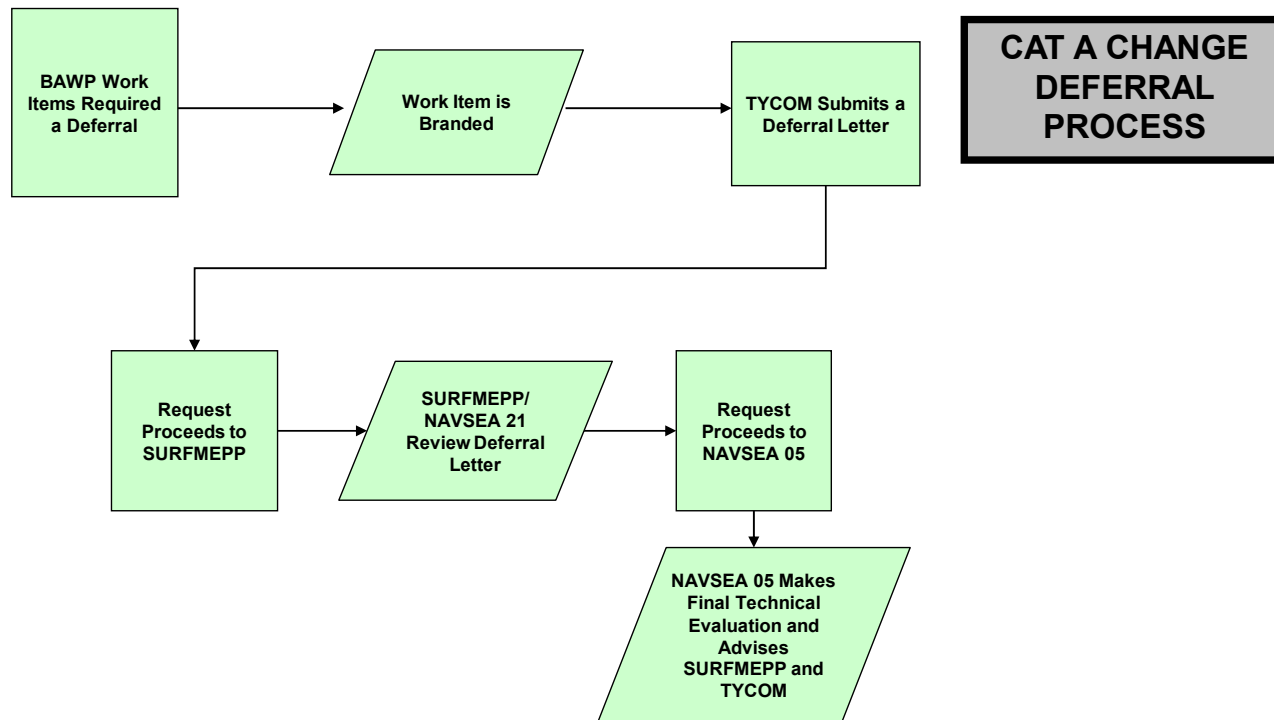 BAWP Work
Items Required
a Deferral
Work Item is
Branded
TYCOM Submits a
Deferral Letter
CAT A CHANGE
DEFERRAL
PROCESS
Request
Proceeds to
SURFMEPP
SURFMEPP/
NAVSEA 21
Review Deferral
Letter
Request
Proceeds to
NAVSEA 05
NAVSEA 05 Makes
Final Technical
Evaluation and
Advises
SURFMEPP and
TYCOM